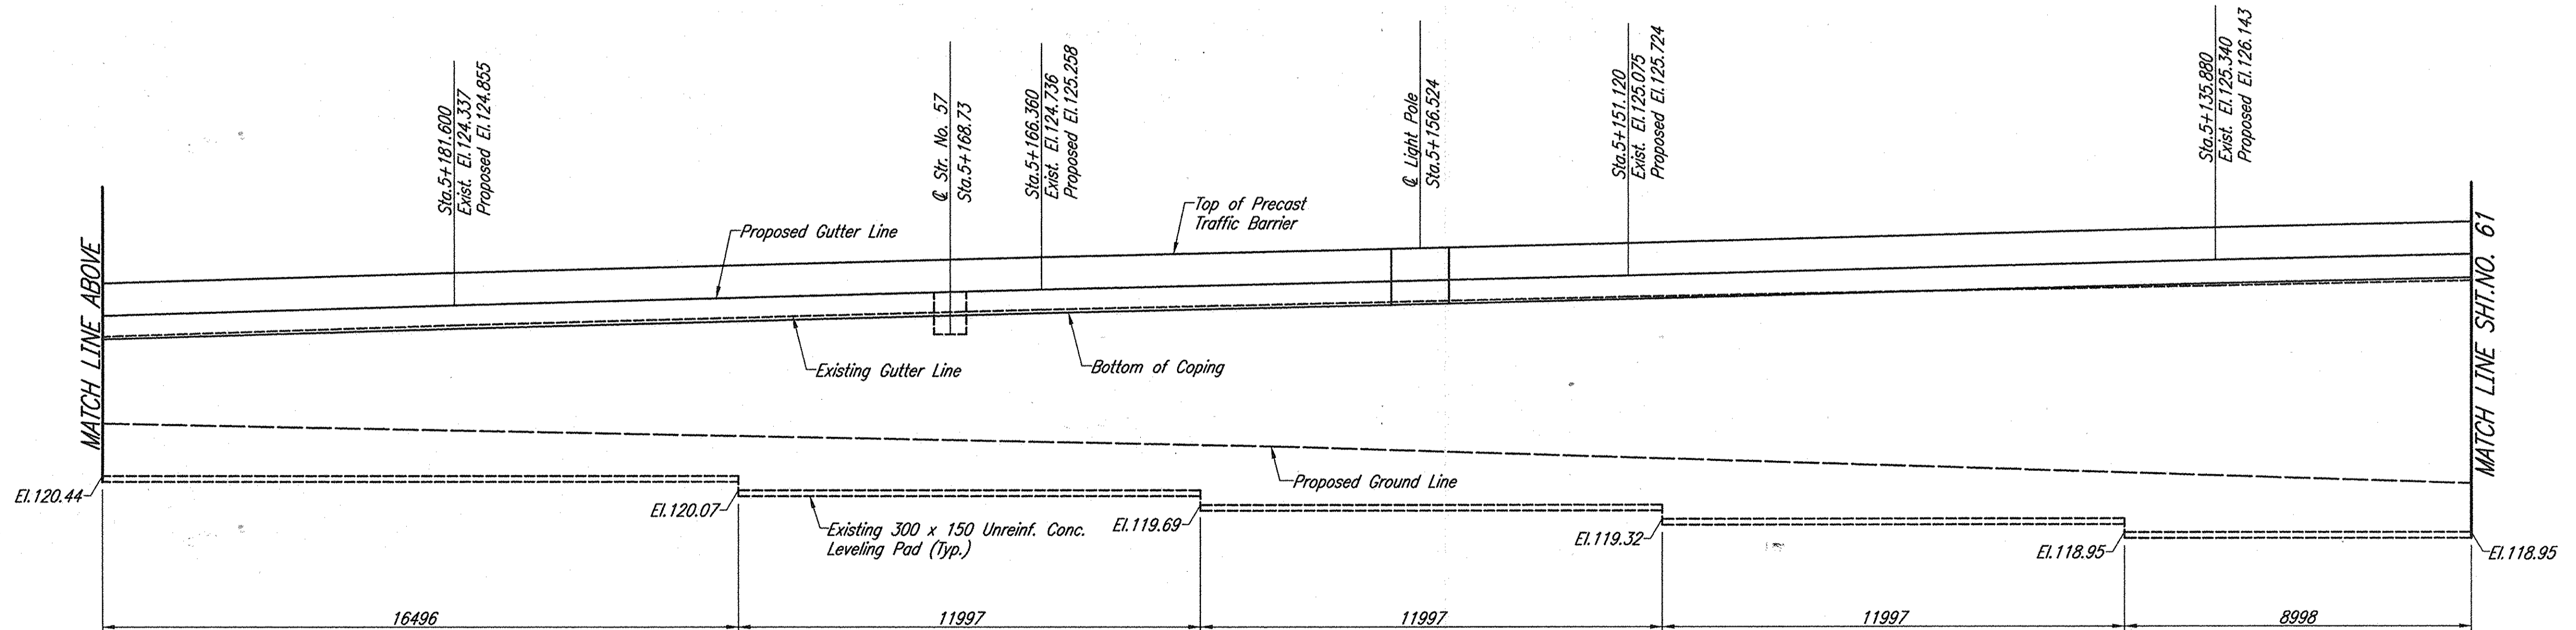 Sta.5+181.600
Exist. El.124.337
Proposed El.124.855
℄ Str. No. 57
Sta.5+168.73
Sta.5+166.360
Exist. El.124.736
Proposed El.125.258
℄ Light Pole
Sta.5+156.524
Sta.5+151.120
Exist. El.125.075
Proposed El.125.724
Sta.5+135.880
Exist. El.125.340
Proposed El.126.143
MATCH LINE ABOVE
Proposed Gutter Line
Top of Precast
Traffic Barrier
MATCH LINE SHT.NO. 61
Existing Gutter Line
Bottom of Coping
Proposed Ground Line
El.120.44
El.120.07
Existing 300 x 150 Unreinf. Conc.
Leveling Pad (Typ.)
El.119.69
El.119.32
El.118.95
El.118.95
16496
11997
11997
11997
8998